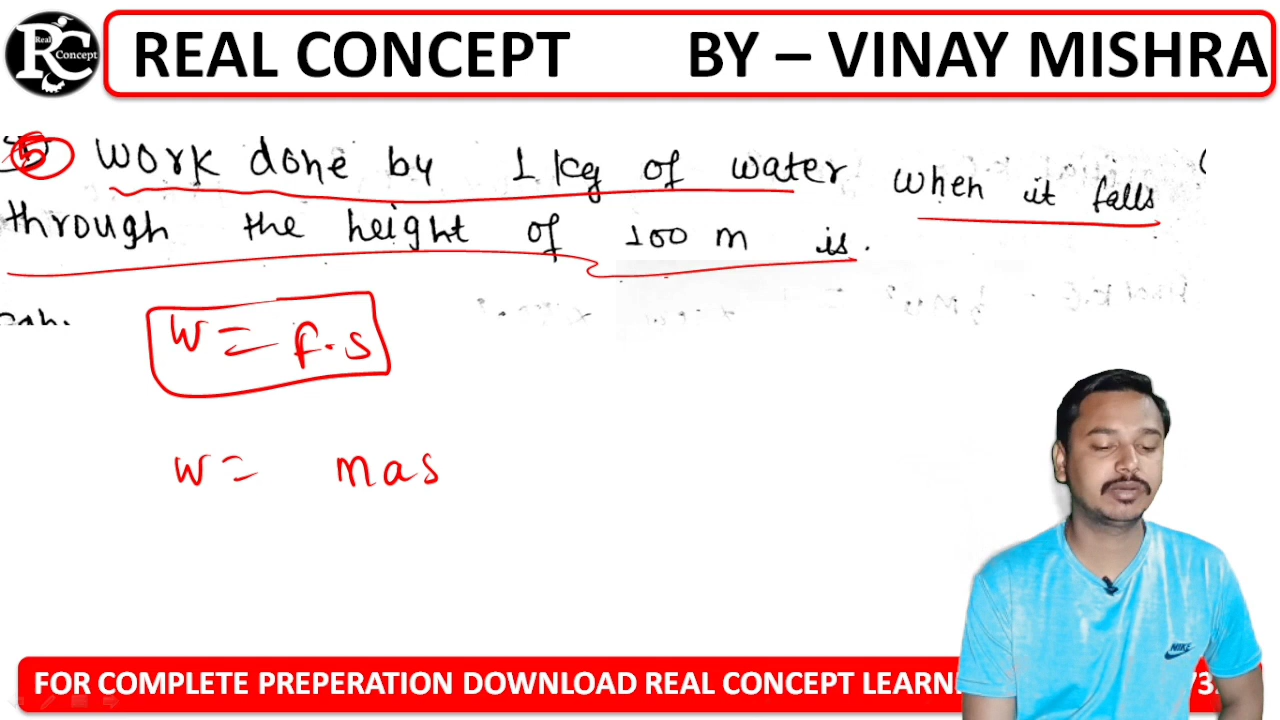 Real
Concept
REAL CONCEPT BY – VINAY MISHRA
5 Work done by 1 kg of water when it falls
through the height of 100 m is.
W = F.S
W = mas
NIKE
FOR COMPLETE PREPERATION DOWNLOAD REAL CONCEPT